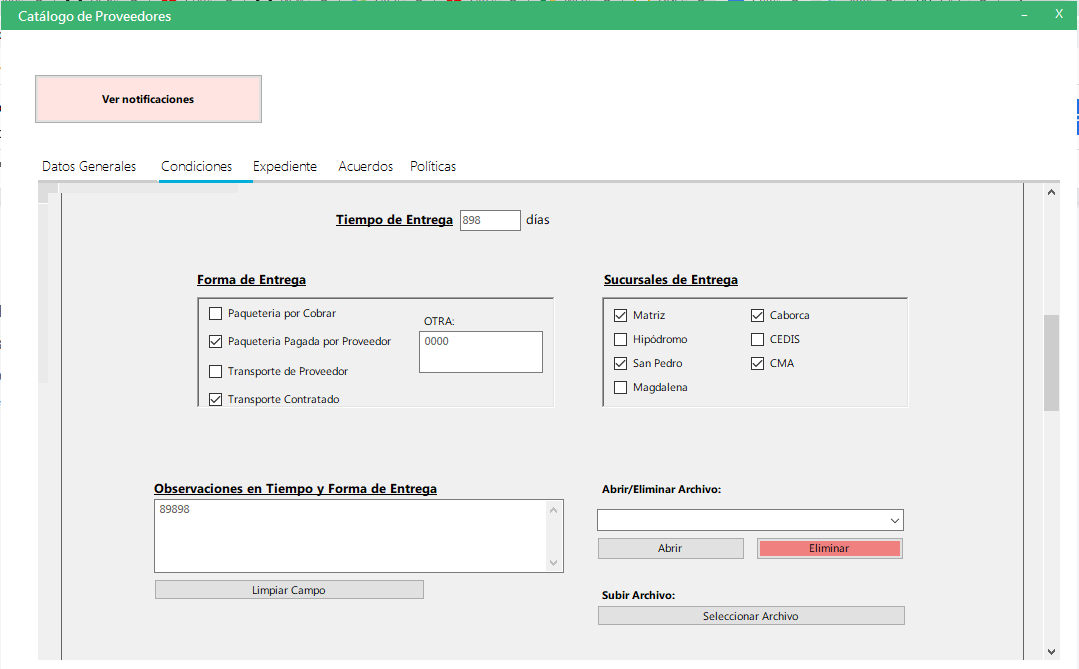 Catálogo de Proveedores
X
Ver notificaciones
Datos Generales Condiciones Expediente Acuerdos Políticas
Tiempo de Entrega 898 días
Forma de Entrega
Paqueteria por Cobrar
Paqueteria Pagada por Proveedor
Transporte de Proveedor
Transporte Contratado
OTRA:
0000
Sucursales de Entrega
Matriz Caborca
Hipódromo CEDIS
San Pedro CMA
Magdalena
Observaciones en Tiempo y Forma de Entrega
89898
Limpiar Campo
Abrir/Eliminar Archivo:
Abrir Eliminar
Subir Archivo:
Seleccionar Archivo